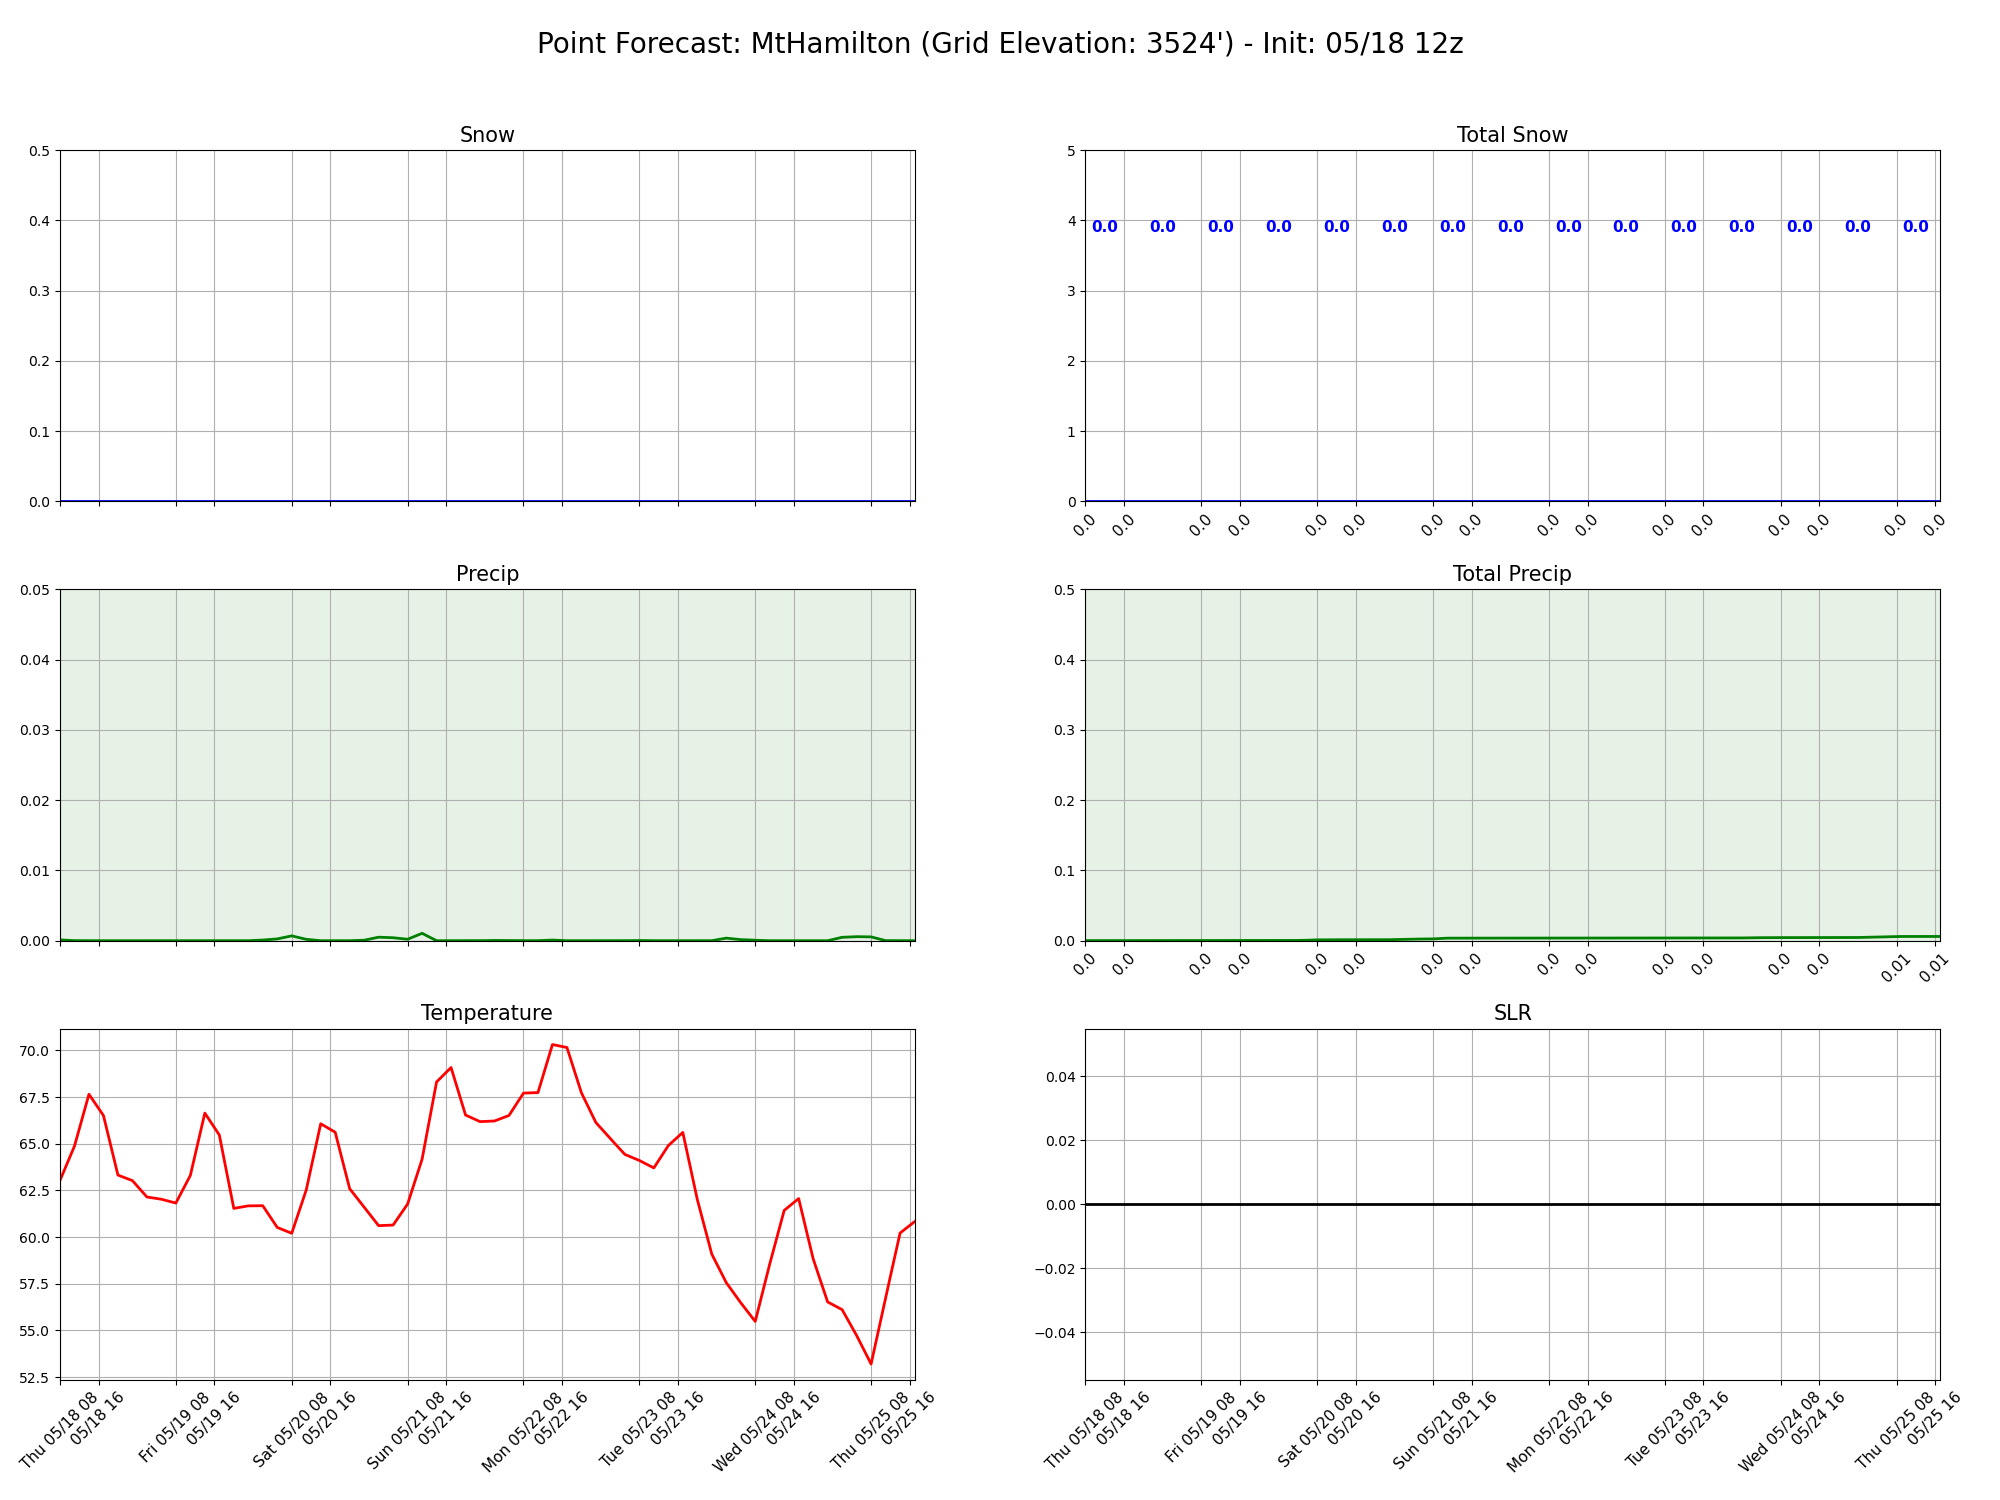 Point Forecast: MtHamilton (Grid Elevation: 3524') - Init: 05/18 12z
Snow
0.5
0.4
0.3
0.2
0.1
0.0
Total Snow
5
4
3
2
1
0
0.0 0.0 0.0 0.0 0.0 0.0 0.0 0.0 0.0 0.0 0.0 0.0 0.0 0.0 0.0
0.0 0.0 0.0 0.0 0.0 0.0 0.0 0.0 0.0 0.0 0.0 0.0 0.0 0.0 0.0 0.0
Precip
0.05
0.04
0.03
0.02
0.01
0.00
Total Precip
0.5
0.4
0.3
0.2
0.1
0.0
0.0 0.0 0.0 0.0 0.0 0.0 0.0 0.0 0.0 0.0 0.0 0.0 0.0 0.0 0.01 0.01
Temperature
70.0
67.5
65.0
62.5
60.0
57.5
55.0
52.5
Thu 05/18 08
05/18 16
Fri 05/19 08
05/19 16
Sat 05/20 08
05/20 16
Sun 05/21 08
05/21 16
Mon 05/22 08
05/22 16
Tue 05/23 08
05/23 16
Wed 05/24 08
05/24 16
Thu 05/25 08
05/25 16
SLR
0.04
0.02
0.00
−0.02
−0.04
Thu 05/18 08
05/18 16
Fri 05/19 08
05/19 16
Sat 05/20 08
05/20 16
Sun 05/21 08
05/21 16
Mon 05/22 08
05/22 16
Tue 05/23 08
05/23 16
Wed 05/24 08
05/24 16
Thu 05/25 08
05/25 16